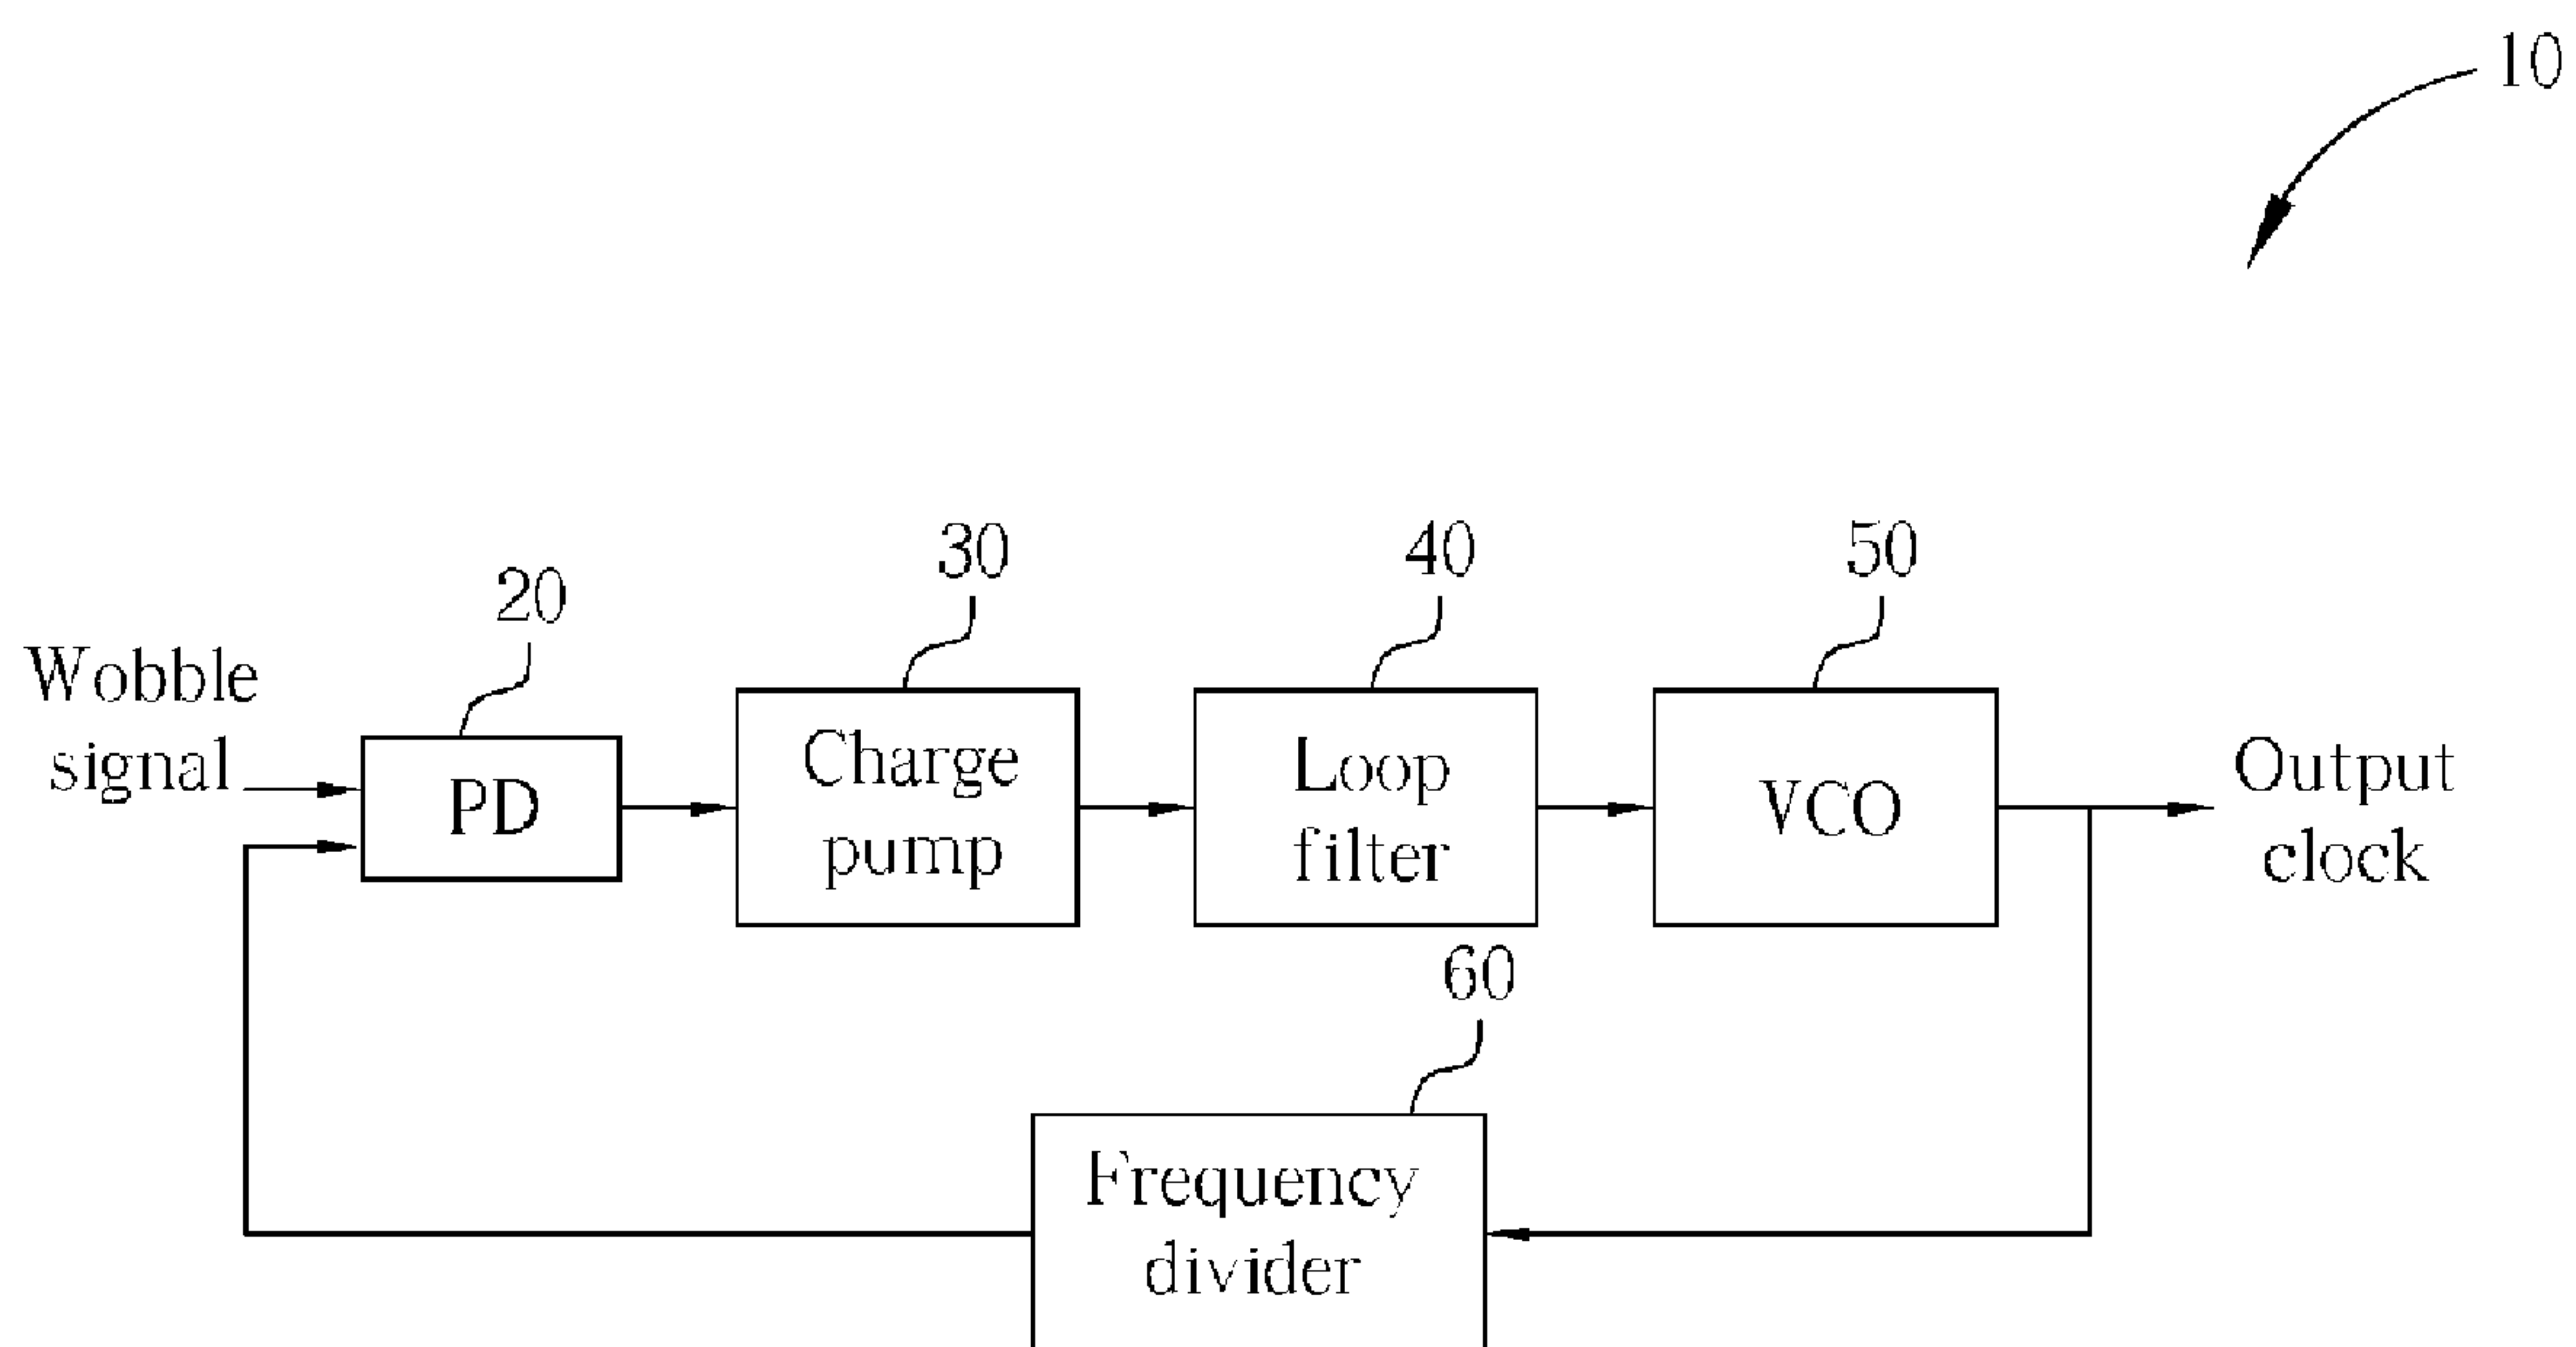 10
20
30
40
50
Wobble
signal
PD
Charge
pump
Loop
filter
VCO
Output
clock
60
Frequency
divider